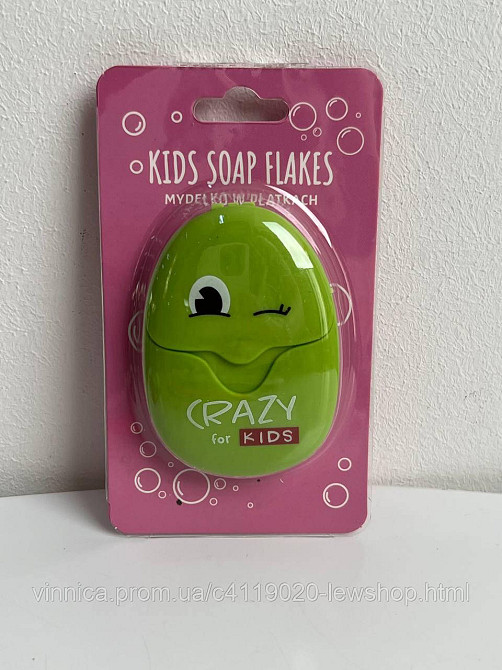 KIDS SOAP FLAKES
MYDEŁKO W PŁATKACH
CRAZY
for KIDS
vinnica.prom.ua/c4119020-lewshop.html